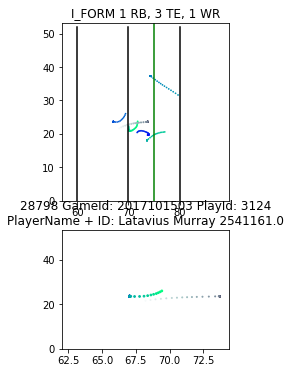 I_FORM 1 RB, 3 TE, 1 WR
50
40
30
20
10
0
60 70 80
28798 GameId: 2017101503 PlayId: 3124
PlayerName + ID: Latavius Murray 2541161.0
40
20
0
62.5 65.0 67.5 70.0 72.5